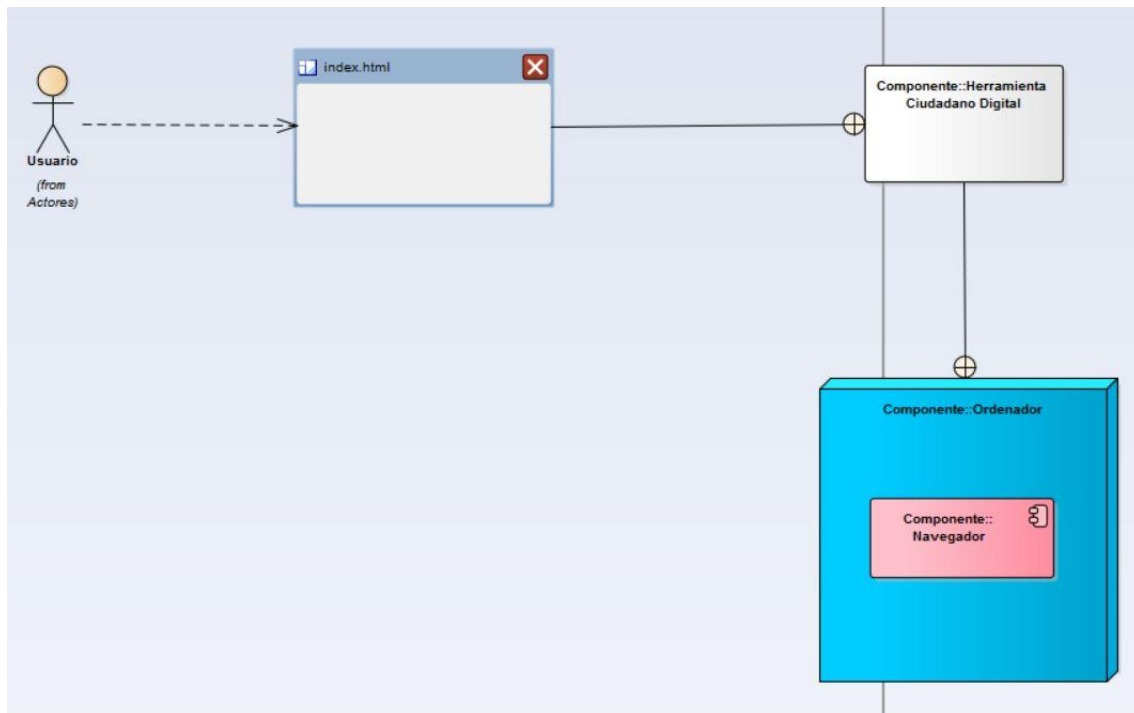 index.html
Componente::Herramienta
Ciudadano Digital
Usuario
(from
Actores)
Componente::Ordenador
Componente::
Navegador